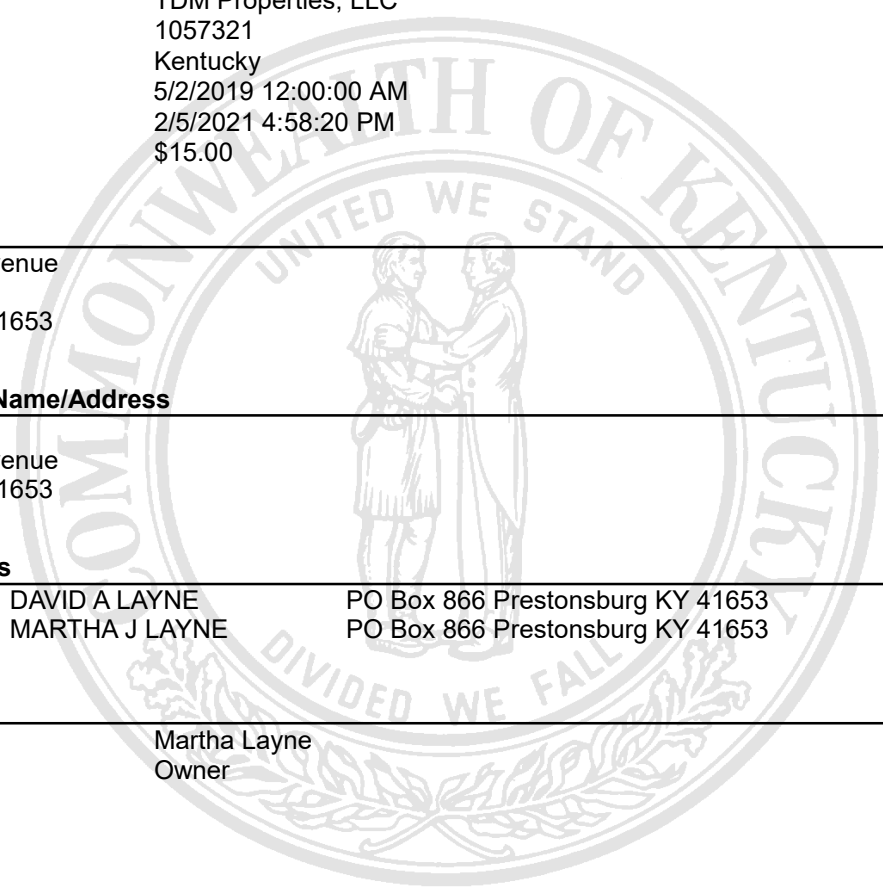 TDM Properties, LLC
1057321
Kentucky
5/2/2019 12:00:00 AM
2/5/2021 4:58:20 PM
$15.00
COMMONWEALTH OF KENTUCKY
UNITED WE STAND
enue
1653
Name/Address
enue
1653
s
DAVID A LAYNE PO Box 866 Prestonsburg KY 41653
MARTHA J LAYNE PO Box 866 Prestonsburg KY 41653
DIVIDED WE FALL
Martha Layne
Owner